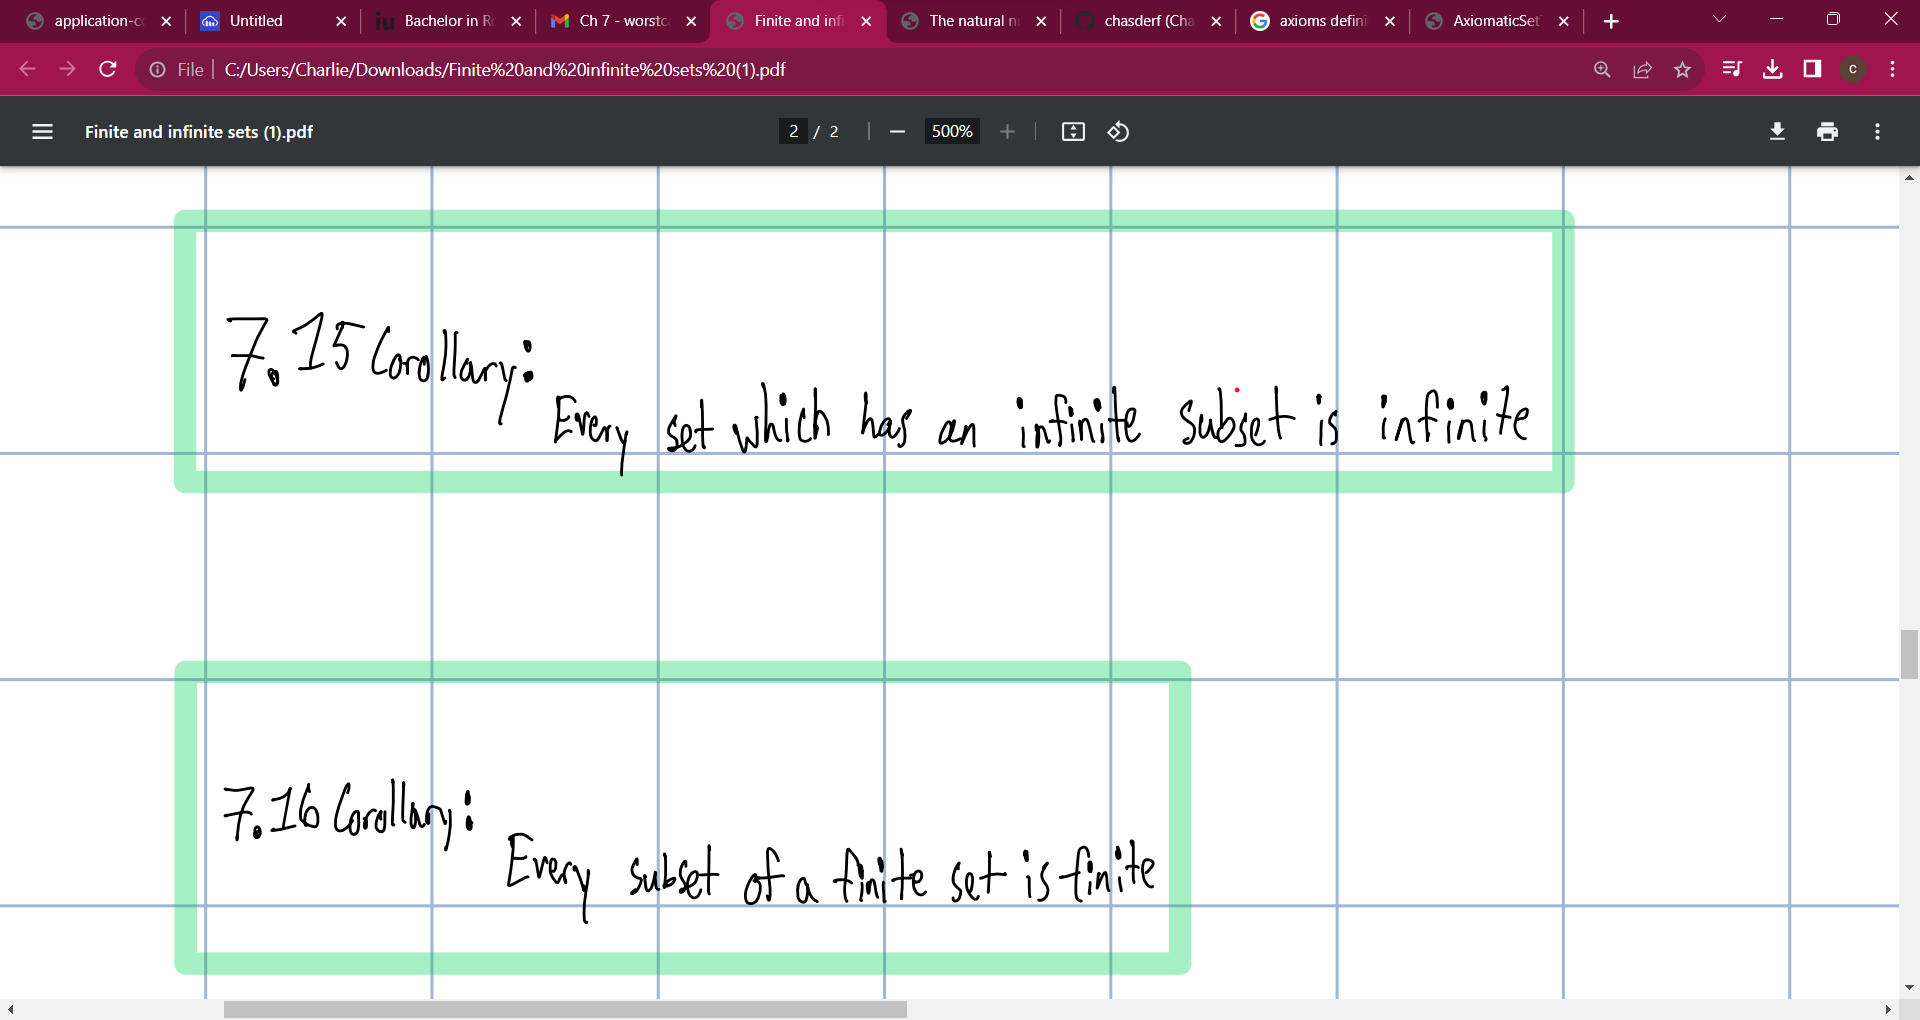 application-c
Untitled
iu Bachelor in R
Ch 7 - worstc
Finite and infi
The natural n
chasderf (Cha
axioms defini
AxiomaticSet
File C:/Users/Charlie/Downloads/Finite%20and%20infinite%20sets%20(1).pdf
c
Finite and infinite sets (1).pdf
2 / 2
500%
7.15 Corollary:
Every set which has an infinite subset is infinite
7.16 Corollary:
Every subset of a finite set is finite